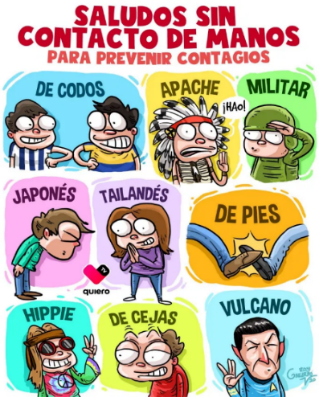 SALUDOS SIN
CONTACTO DE MANOS
PARA PREVENIR CONTAGIOS
DE CODOS
APACHE
¡HAO!
MILITAR
JAPONÉS
TAILANDÉS
DE PIES
quiero
HIPPIE
DE CEJAS
VULCANO